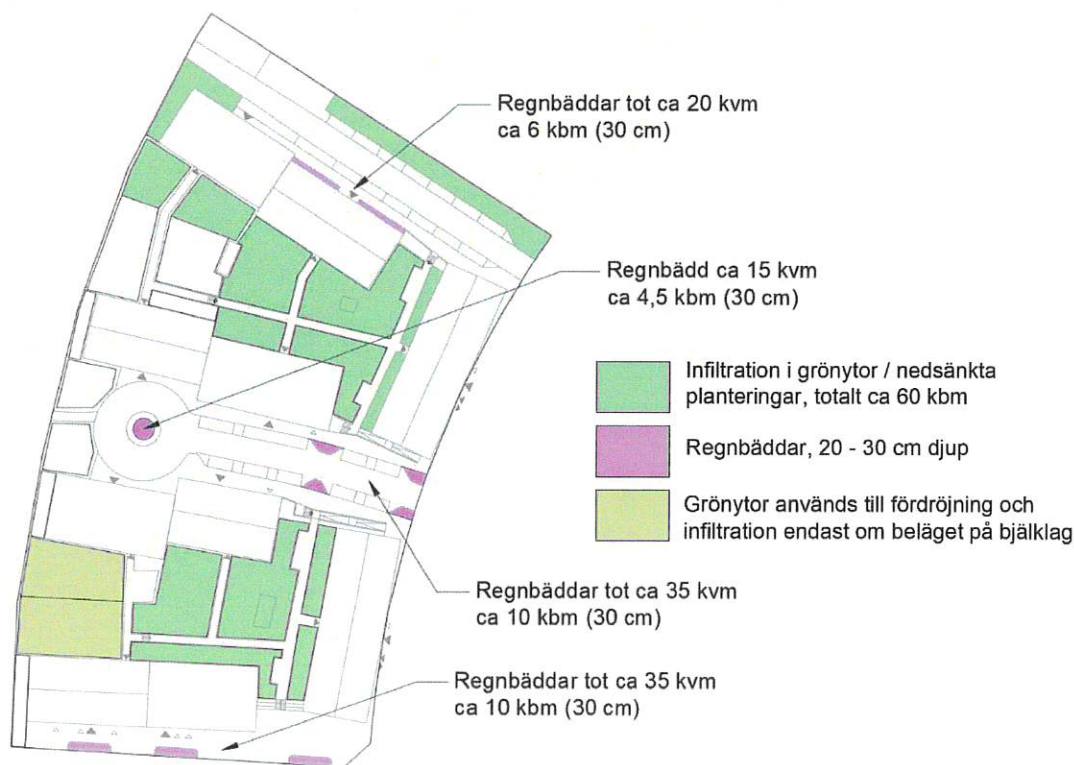 Regnbäddar tot ca 20 kvm
ca 6 kbm (30 cm)
Regnbädd ca 15 kvm
ca 4,5 kbm (30 cm)
Infiltration i grönytor / nedsänkta
planteringar, totalt ca 60 kbm
Regnbäddar, 20 - 30 cm djup
Grönytor används till fördröjning och
infiltration endast om beläget på bjälklag
Regnbäddar tot ca 35 kvm
ca 10 kbm (30 cm)
Regnbäddar tot ca 35 kvm
ca 10 kbm (30 cm)